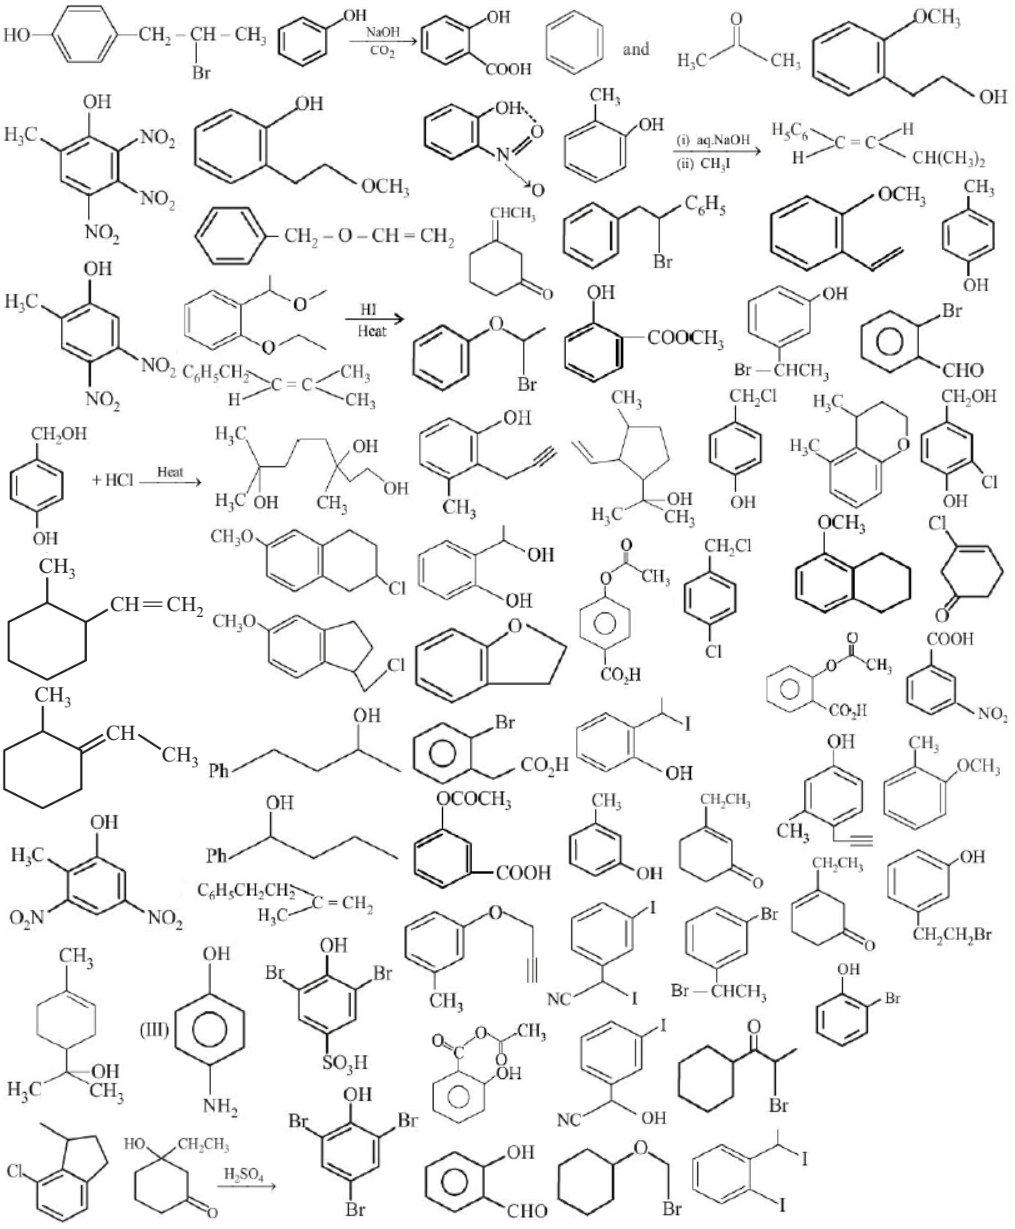 HO CH₂ – CH – CH₃ Br
OH NaOH CO₂ OH COOH
and
O H₃C CH₃
OCH₃ OH
OH H₃C NO₂ NO₂ NO₂
OH OCH₃
OH N O O
CH₃ OH (i) aq.NaOH (ii) CH₃I
H₅C₆ H C = C H CH(CH₃)₂
CH₂ – O – CH = CH₂
CH₃ O
C₆H₅ Br
OCH₃
CH₃ OH
OH H₃C NO₂ NO₂
O O HI Heat
C₆H₅CH₂ H C = C CH₃ CH₃
O Br
OH COOCH₃
OH Br – CHCH₃
Br CHO
CH₂OH OH + HCl Heat
H₃C H₃C OH OH CH₃ OH
OH CH₃
CH₃ OH H₃C CH₃
CH₂Cl OH
CH₃ CH₃ O
CH₂OH Cl OH
CH₃ CH=CH₂
CH₃O Cl
OH OH
O O CH₃ CO₂H
CH₂Cl Cl
OCH₃
Cl O
CH₃O Cl
O
O O CH₃ CO₂H
COOH NO₂
CH₃ CH CH₃
OH Ph
Br CO₂H
I OH
OH CH₃
CH₃ OCH₃
OH H₃C O₂N NO₂
OH Ph
C₆H₅CH₂CH₂ H₃C C = CH₂
OCOCH₃ COOH
CH₃ OH
CH₂CH₃ O
CH₂CH₃ O
OH CH₂CH₂Br
CH₃ OH H₃C CH₃
(III) OH NH₂
OH Br Br SO₃H
O CH₃
I NC I
Br Br – CHCH₃
OH Br
O O CH₃ C O OH
I NC OH
O Br
Cl
HO CH₂CH₃ O H₂SO₄
OH Br Br Br
OH CHO
O Br
I I